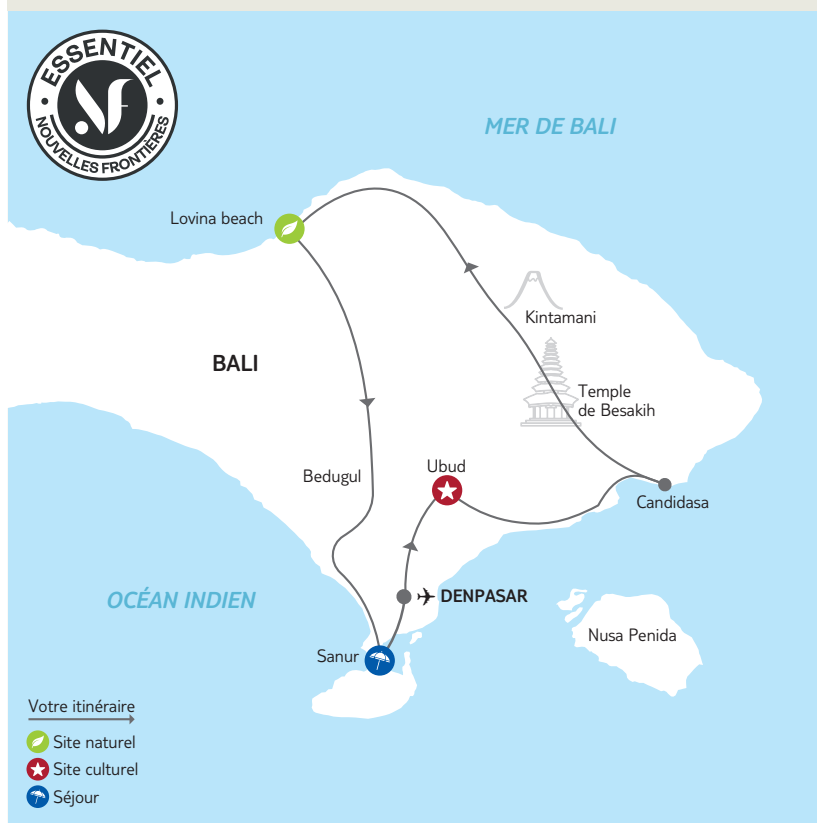 ESSENTIEL
NF
NOUVELLES FRONTIÈRES
MER DE BALI
Lovina beach
Kintamani
BALI
Temple
de Besakih
Ubud
Bedugul
Candidasa
OCÉAN INDIEN
DENPASAR
Nusa Penida
Sanur
Votre itinéraire
Site naturel
Site culturel
Séjour